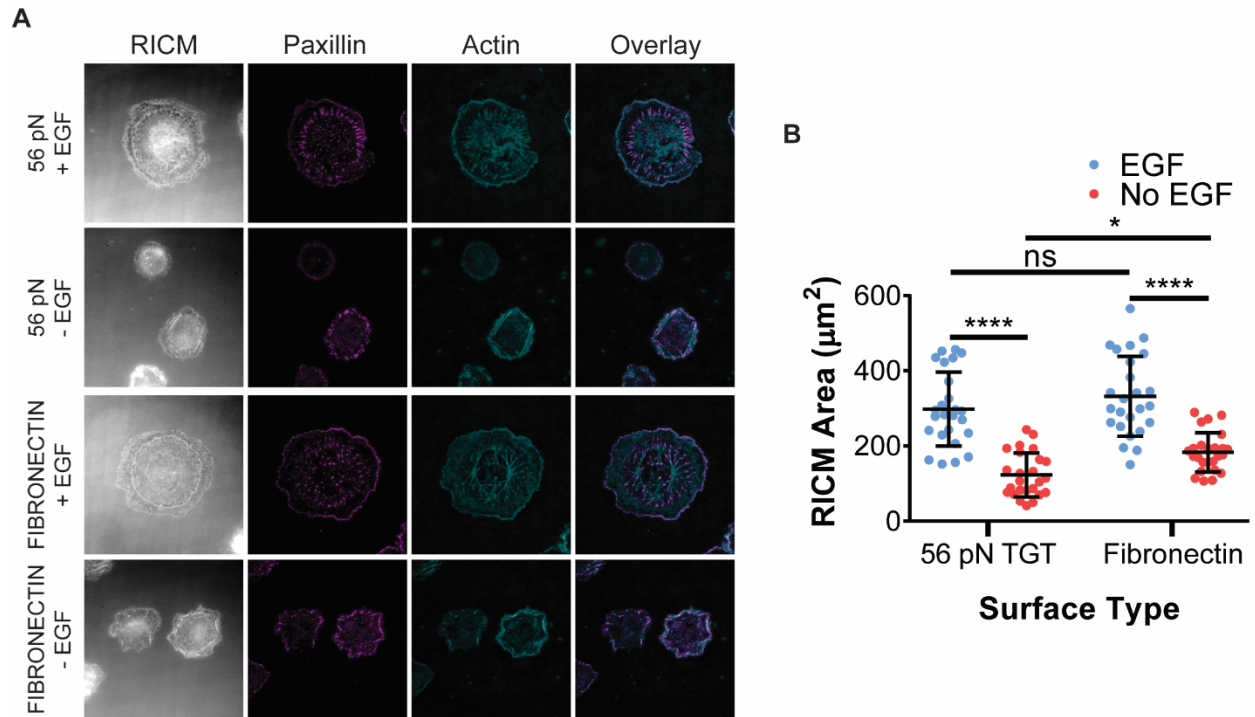 A
RICM Paxillin Actin Overlay
56 pN
+ EGF
56 pN
- EGF
FIBRONECTIN
+ EGF
FIBRONECTIN
- EGF
B
EGF
No EGF
*
ns
****
****
RICM Area (μm²)
600
400
200
0
56 pN TGT Fibronectin
Surface Type